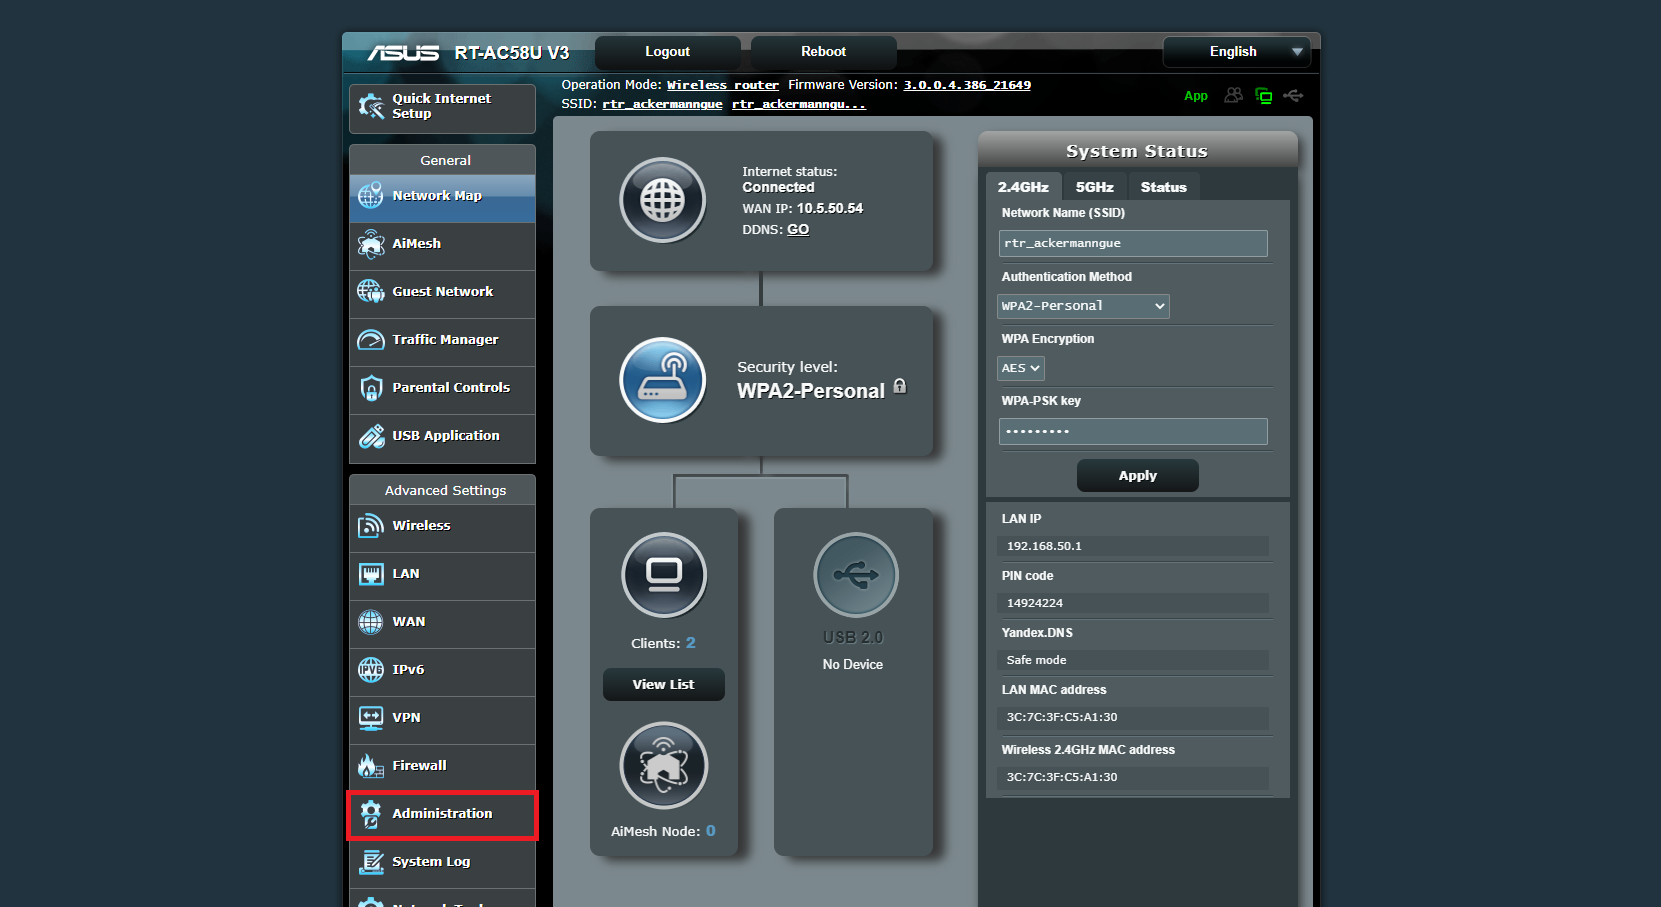 ASUS RT-AC58U V3
Logout
Reboot
English
Operation Mode: Wireless router Firmware Version: 3.0.0.4.386_21649
SSID: rtr_ackermanngue rtr_ackermanngu...
App
Quick Internet
Setup
General
Network Map
AiMesh
Guest Network
Traffic Manager
Parental Controls
USB Application
Advanced Settings
Wireless
LAN
WAN
IPV6
IPv6
VPN
Firewall
Administration
System Log
Internet status:
Connected
WAN IP: 10.5.50.54
DDNS: GO
Security level:
WPA2-Personal
Clients: 2
View List
AiMesh Node: 0
USB 2.0
No Device
System Status
2.4GHz
5GHz
Status
Network Name (SSID)
rtr_ackermanngue
Authentication Method
WPA2-Personal
WPA Encryption
AES
WPA-PSK key
•••••••••
Apply
LAN IP
192.168.50.1
PIN code
14924224
Yandex.DNS
Safe mode
LAN MAC address
3C:7C:3F:C5:A1:30
Wireless 2.4GHz MAC address
3C:7C:3F:C5:A1:30